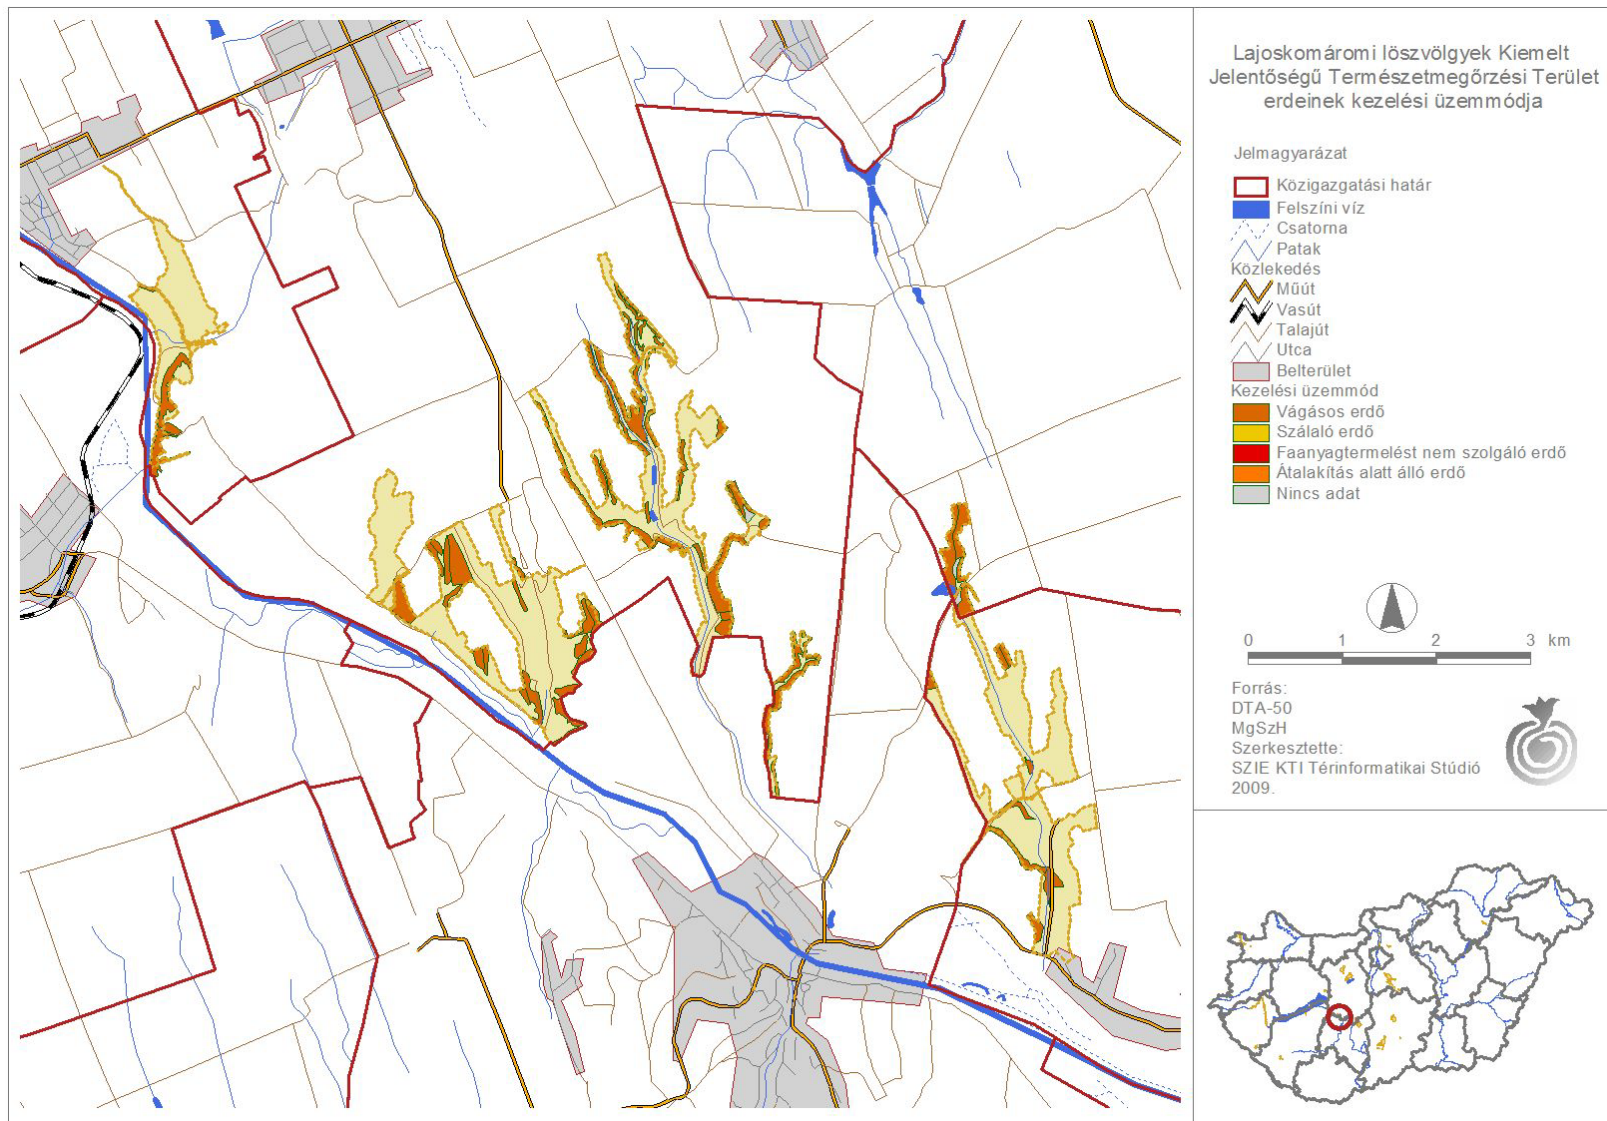 Lajoskomáromi löszvölgyek Kiemelt
Jelentőségű Természetmegőrzési Terület
erdeinek kezelési üzemmódja
Jelmagyarázat
Közigazgatási határ
Felszíni víz
Csatorna
Patak
Közlekedés
Műút
Vasút
Talajút
Utca
Belterület
Kezelési üzemmód
Vágásos erdő
Szálaló erdő
Faanyagtermelést nem szolgáló erdő
Átalakítás alatt álló erdő
Nincs adat
0 1 2 3 km
Forrás:
DTA-50
MgSzH
Szerkesztette:
SZIE KTI Térinformatikai Stúdió
2009.